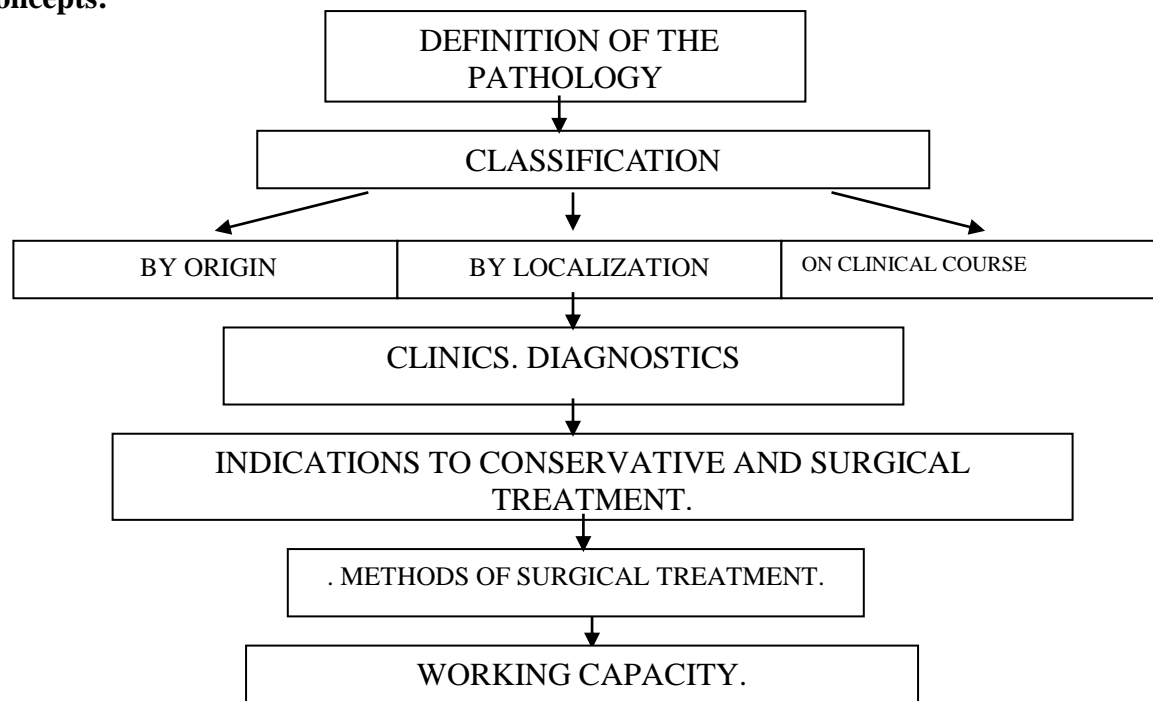 DEFINITION OF THE
PATHOLOGY
CLASSIFICATION
BY ORIGIN
BY LOCALIZATION
ON CLINICAL COURSE
CLINICS. DIAGNOSTICS
INDICATIONS TO CONSERVATIVE AND SURGICAL
TREATMENT.
. METHODS OF SURGICAL TREATMENT.
WORKING CAPACITY.